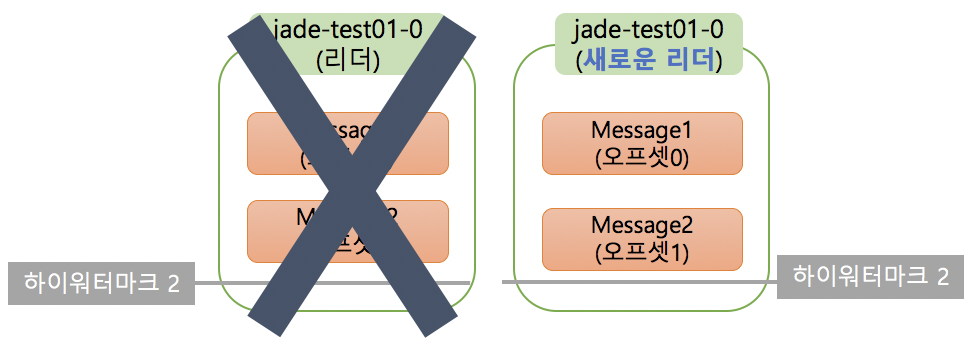 jade-test01-0
(리더)
하이워터마크 2
jade-test01-0
(새로운 리더)
Message1
(오프셋0)
Message2
(오프셋1)
하이워터마크 2